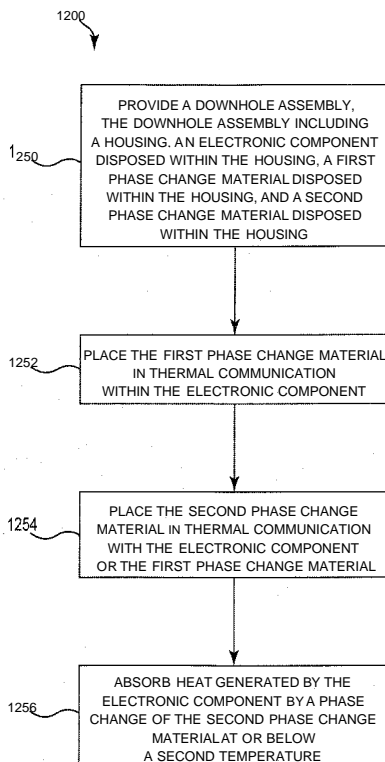 1200
1250
PROVIDE A DOWNHOLE ASSEMBLY,
THE DOWNHOLE ASSEMBLY INCLUDING
A HOUSING. AN ELECTRONIC COMPONENT
DISPOSED WITHIN THE HOUSING, A FIRST
PHASE CHANGE MATERIAL DISPOSED
WITHIN THE HOUSING, AND A SECOND
PHASE CHANGE MATERIAL DISPOSED
WITHIN THE HOUSING
1252
PLACE THE FIRST PHASE CHANGE MATERIAL
IN THERMAL COMMUNICATION
WITHIN THE ELECTRONIC COMPONENT
1254
PLACE THE SECOND PHASE CHANGE
MATERIAL IN THERMAL COMMUNICATION
WITH THE ELECTRONIC COMPONENT
OR THE FIRST PHASE CHANGE MATERIAL
1256
ABSORB HEAT GENERATED BY THE
ELECTRONIC COMPONENT BY A PHASE
CHANGE OF THE SECOND PHASE CHANGE
MATERIALAT OR BELOW
A SECOND TEMPERATURE